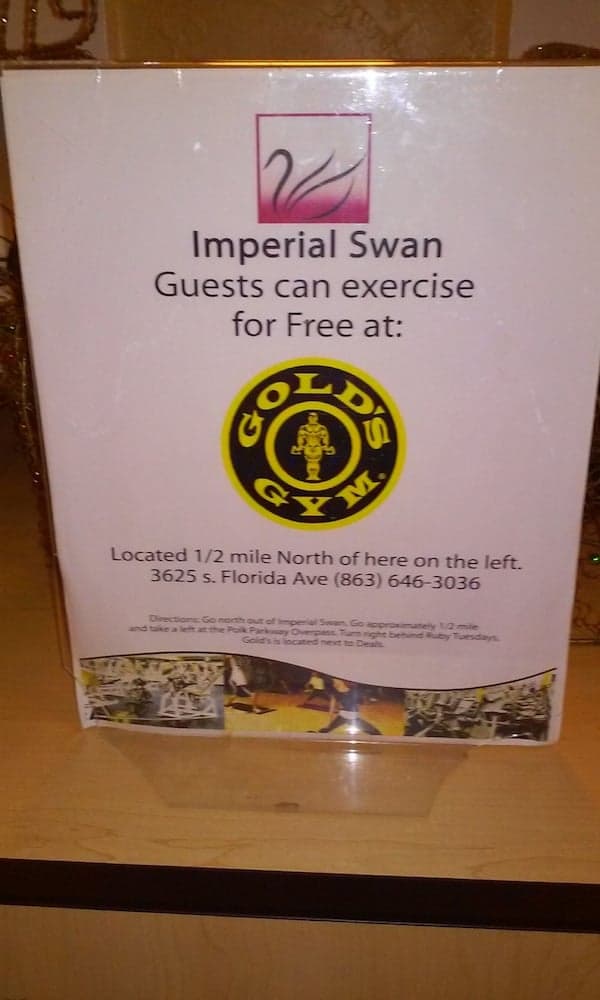 Imperial Swan
Guests can exercise
for Free at:
GOLD'S
GYM®
Located 1/2 mile North of here on the left.
3625 s. Florida Ave (863) 646-3036
Directions: Go north out of Imperial Swan. Go approximately 1/2 mile
and take a left at the Polk Parkway Overpass. Turn right behind Ruby Tuesdays.
Gold's is located next to Deals.